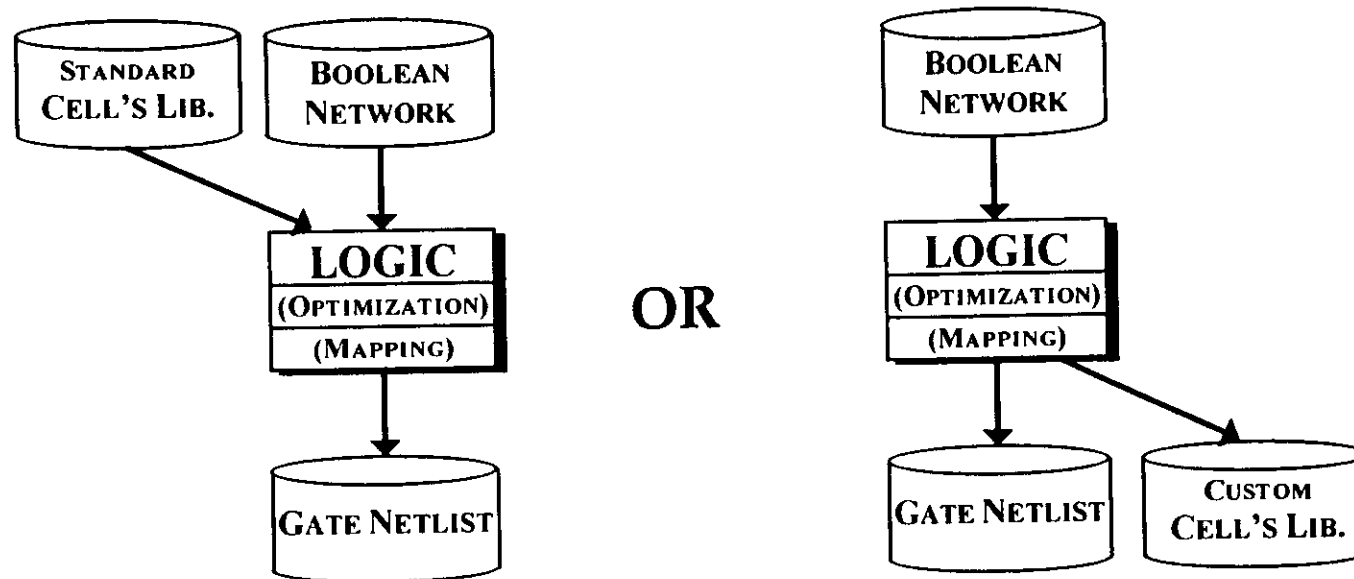 STANDARD
CELL'S LIB.
BOOLEAN
NETWORK
LOGIC
(OPTIMIZATION)
(MAPPING)
GATE NETLIST
OR
BOOLEAN
NETWORK
LOGIC
(OPTIMIZATION)
(MAPPING)
GATE NETLIST
CUSTOM
CELL'S LIB.